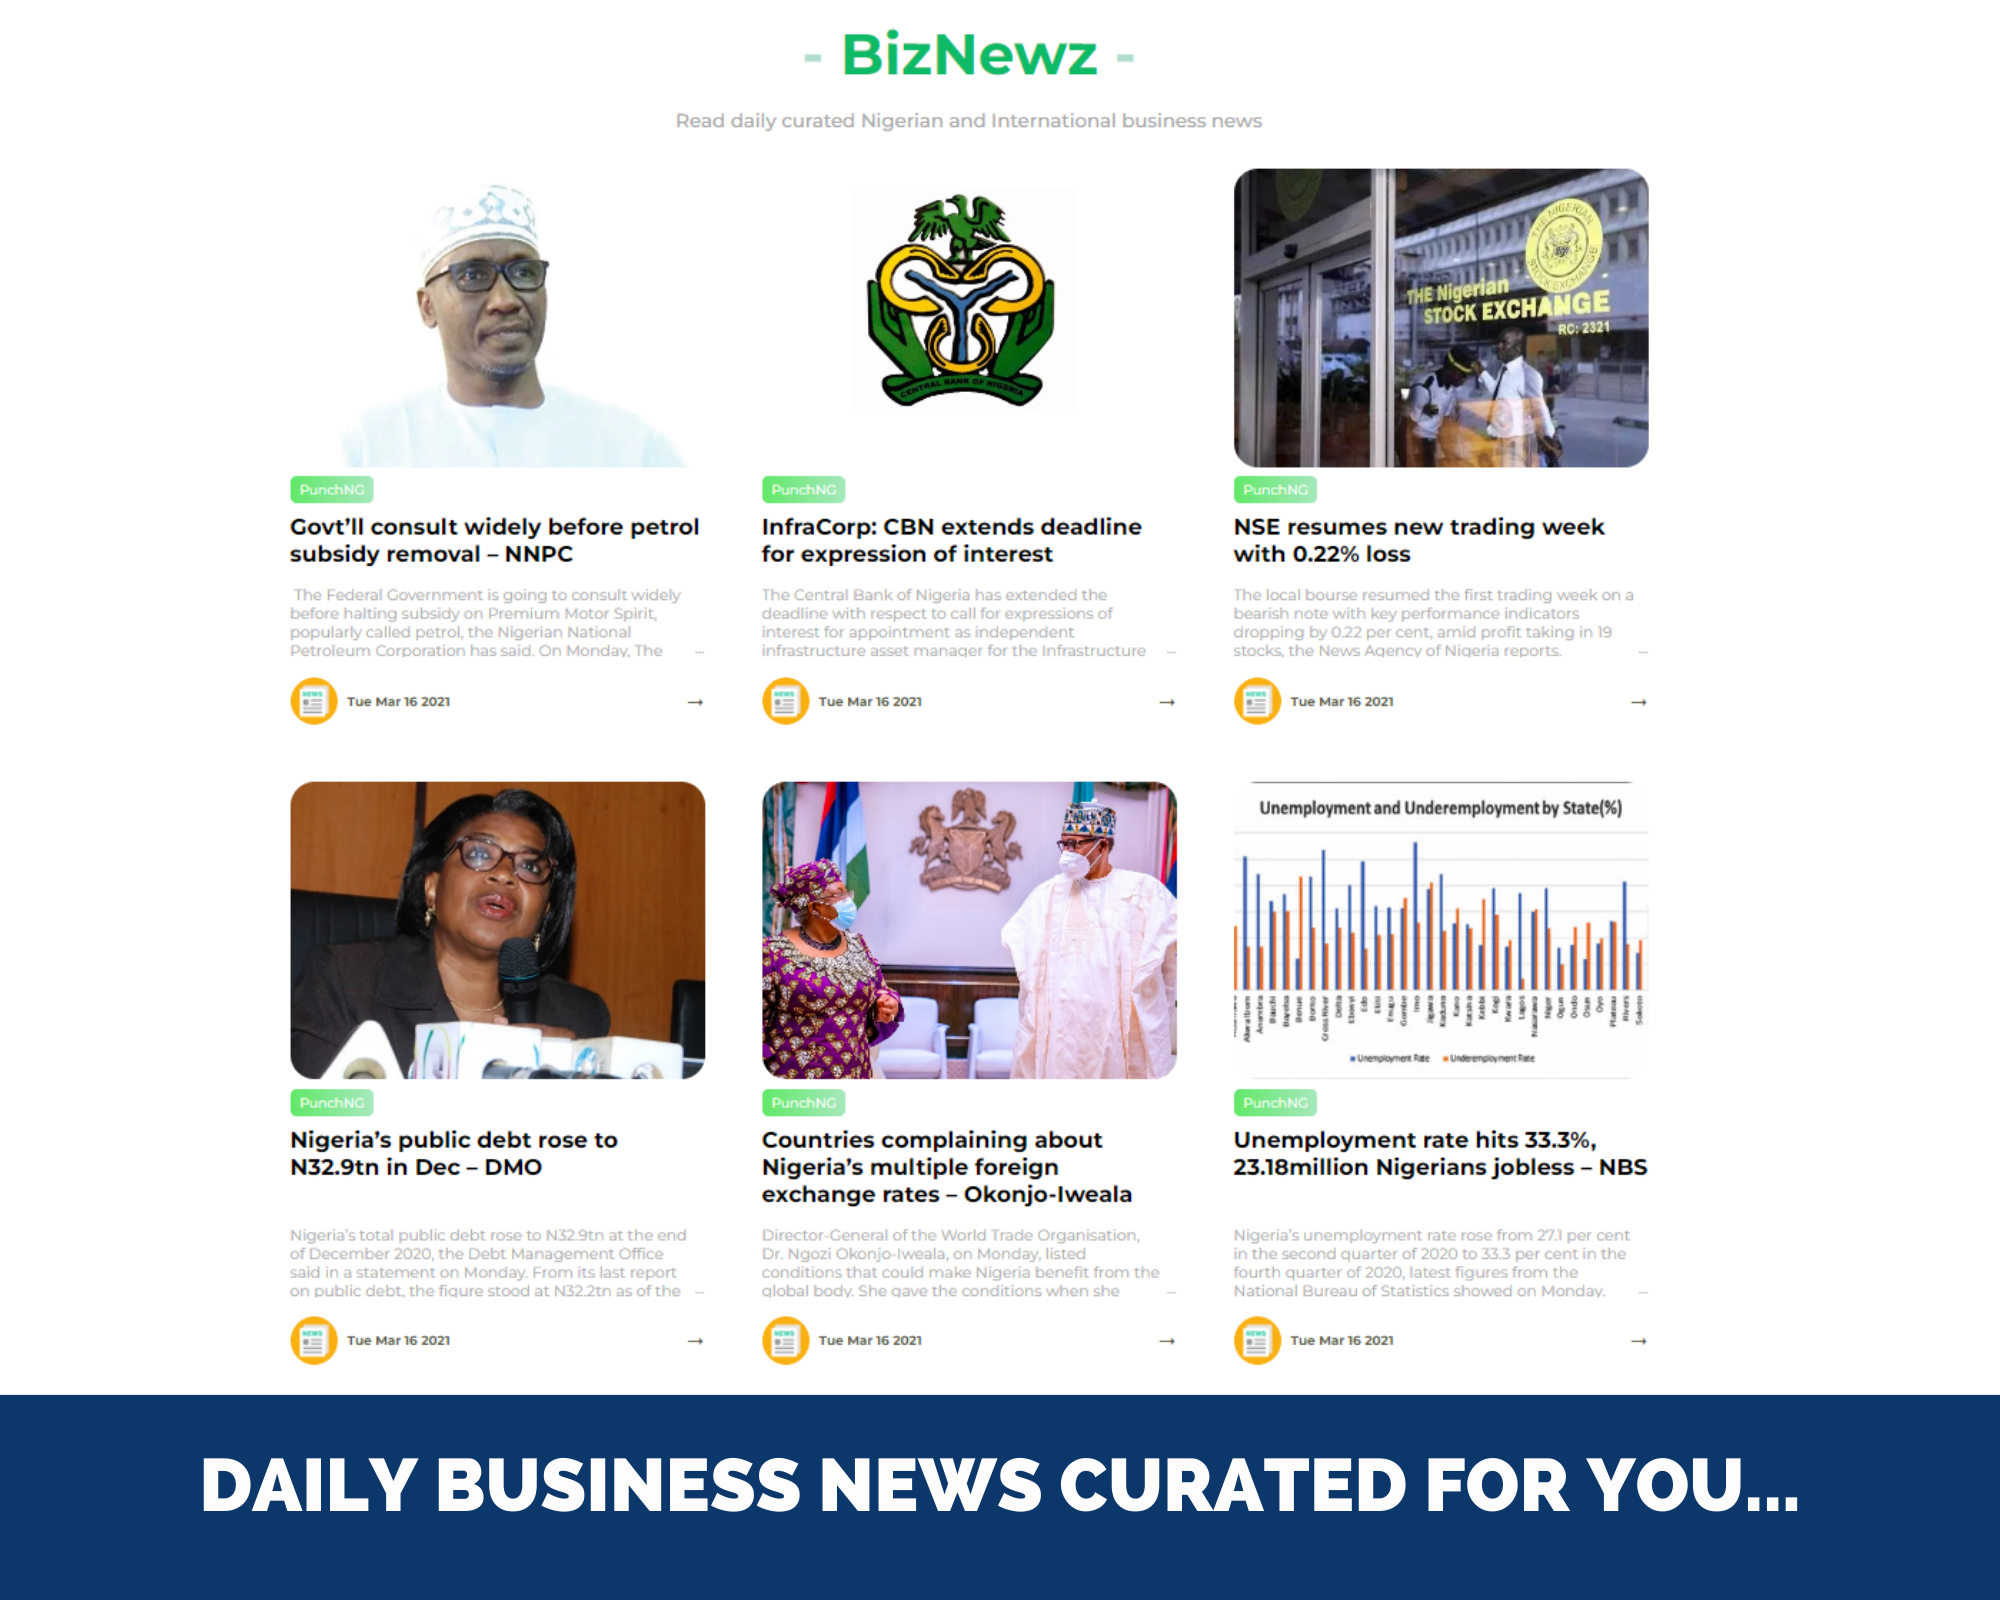 - BizNewz -
Read daily curated Nigerian and International business news
CENTRAL BANK OF NIGERIA
THE NIGERIAN
STOCK EXCHANGE
THE Nigerian
STOCK EXCHANGE
RC: 2321
PunchNG
Govt’ll consult widely before petrol
subsidy removal – NNPC
The Federal Government is going to consult widely
before halting subsidy on Premium Motor Spirit,
popularly called petrol, the Nigerian National
Petroleum Corporation has said. On Monday, The ...
NEWS
Tue Mar 16 2021 →
PunchNG
InfraCorp: CBN extends deadline
for expression of interest
The Central Bank of Nigeria has extended the
deadline with respect to call for expressions of
interest for appointment as independent
infrastructure asset manager for the Infrastructure ...
NEWS
Tue Mar 16 2021 →
PunchNG
NSE resumes new trading week
with 0.22% loss
The local bourse resumed the first trading week on a
bearish note with key performance indicators
dropping by 0.22 per cent, amid profit taking in 19
stocks, the News Agency of Nigeria reports. ...
NEWS
Tue Mar 16 2021 →
PunchNG
Nigeria’s public debt rose to
N32.9tn in Dec – DMO
Nigeria’s total public debt rose to N32.9tn at the end
of December 2020, the Debt Management Office
said in a statement on Monday. From its last report
on public debt, the figure stood at N32.2tn as of the ...
NEWS
Tue Mar 16 2021 →
PunchNG
Countries complaining about
Nigeria’s multiple foreign
exchange rates – Okonjo-Iweala
Director-General of the World Trade Organisation,
Dr. Ngozi Okonjo-Iweala, on Monday, listed
conditions that could make Nigeria benefit from the
global body. She gave the conditions when she ...
NEWS
Tue Mar 16 2021 →
Unemployment and Underemployment by State(%)
Akwa Ibom
Anambra
Bauchi
Bayelsa
Benue
Borno
Cross River
Delta
Ebonyi
Edo
Ekiti
Enugu
Gombe
Imo
Jigawa
Kaduna
Kano
Katsina
Kebbi
Kogi
Kwara
Lagos
Nasarawa
Niger
Ogun
Ondo
Osun
Oyo
Plateau
Rivers
Sokoto
Unemployment Rate Underemployment Rate
PunchNG
Unemployment rate hits 33.3%,
23.18million Nigerians jobless – NBS
Nigeria’s unemployment rate rose from 27.1 per cent
in the second quarter of 2020 to 33.3 per cent in the
fourth quarter of 2020, latest figures from the
National Bureau of Statistics showed on Monday. ...
NEWS
Tue Mar 16 2021 →
DAILY BUSINESS NEWS CURATED FOR YOU...